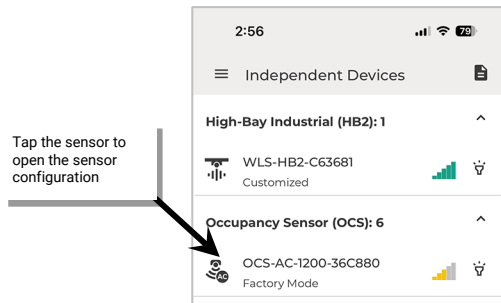 2:56
79
Independent Devices
High-Bay Industrial (HB2): 1
WLS-HB2-C63681
Customized
Tap the sensor to
open the sensor
configuration
Occupancy Sensor (OCS): 6
OCS-AC-1200-36C880
AC
Factory Mode